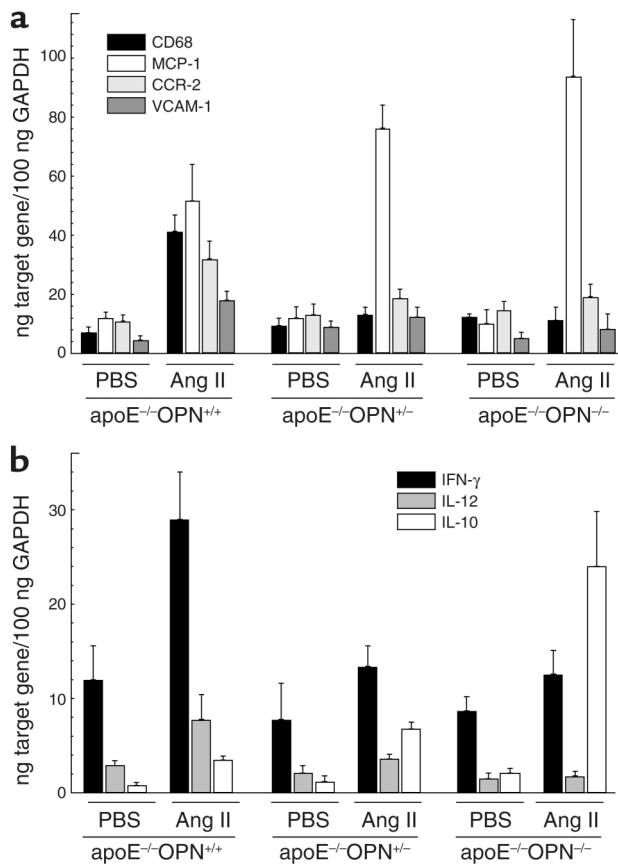 a
ng target gene/100 ng GAPDH
100
80
60
40
20
0
CD68
MCP-1
CCR-2
VCAM-1
PBS Ang II PBS Ang II PBS Ang II
apoE⁻/⁻OPN⁺/⁺ apoE⁻/⁻OPN⁺/⁻ apoE⁻/⁻OPN⁻/⁻
b
ng target gene/100 ng GAPDH
30
20
10
0
IFN-γ
IL-12
IL-10
PBS Ang II PBS Ang II PBS Ang II
apoE⁻/⁻OPN⁺/⁺ apoE⁻/⁻OPN⁺/⁻ apoE⁻/⁻OPN⁻/⁻